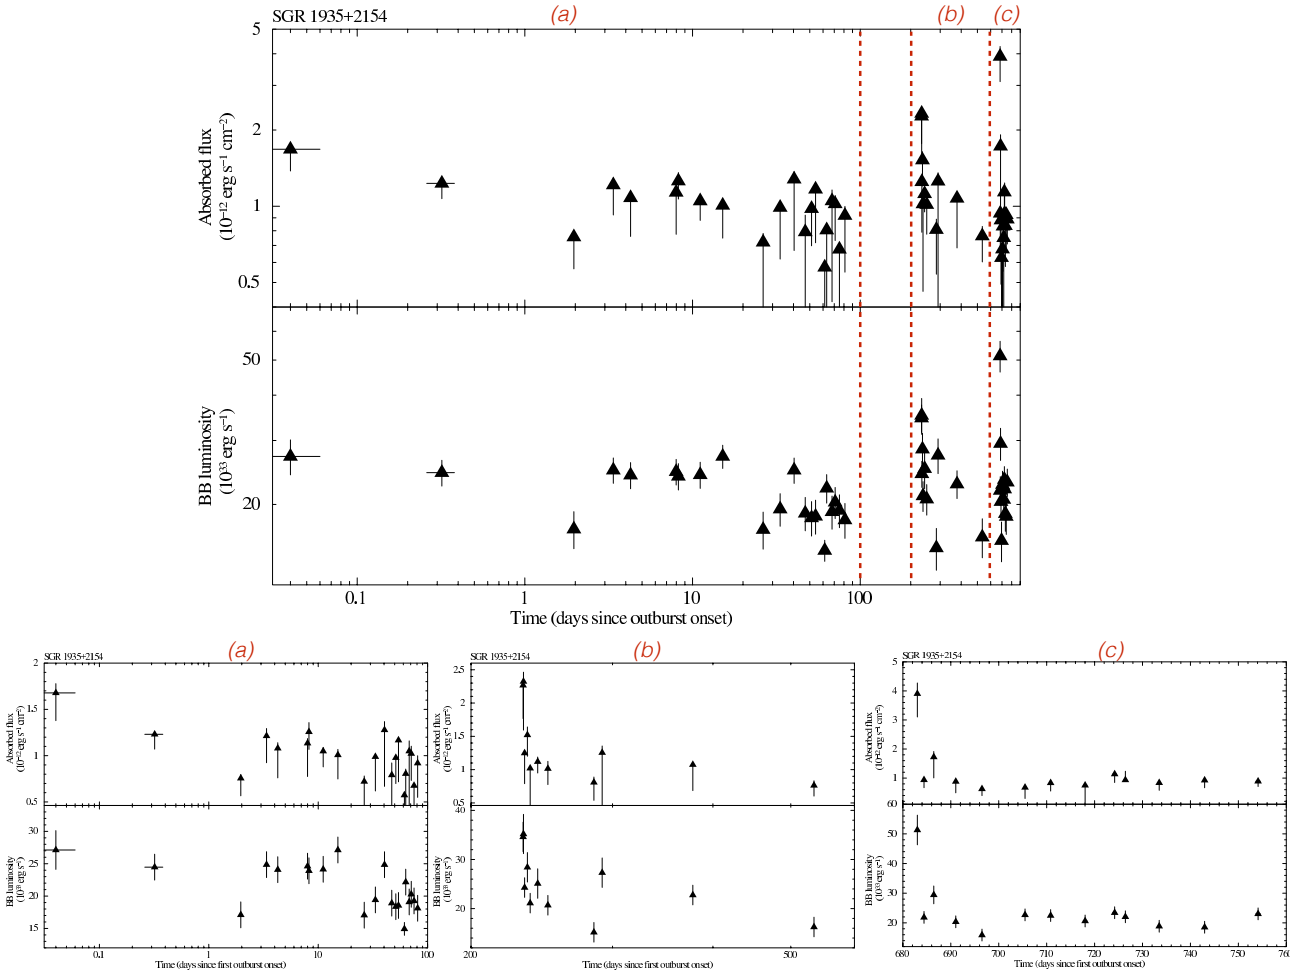 SGR 1935+2154
(a)
(b)
(c)
5
2
1
0.5
Absorbed flux
(10⁻¹² erg s⁻¹ cm⁻²)
50
20
BB luminosity
(10³³ erg s⁻¹)
0.1
1
10
100
Time (days since outburst onset)
(a)
SGR 1935+2154
2
1.5
1
0.5
Absorbed flux
(10⁻¹² erg s⁻¹ cm⁻²)
30
25
20
15
BB luminosity
(10³³ erg s⁻¹)
0.1
1
10
100
Time (days since first outburst onset)
(b)
SGR 1935+2154
2.5
2
1.5
1
0.5
Absorbed flux
(10⁻¹² erg s⁻¹ cm⁻²)
40
30
20
BB luminosity
(10³³ erg s⁻¹)
200
500
Time (days since first outburst onset)
(c)
SGR 1935+2154
5
4
3
2
1
Absorbed flux
(10⁻¹² erg s⁻¹ cm⁻²)
60
50
40
30
20
BB luminosity
(10³³ erg s⁻¹)
680
690
700
710
720
730
740
750
760
Time (days since first outburst onset)